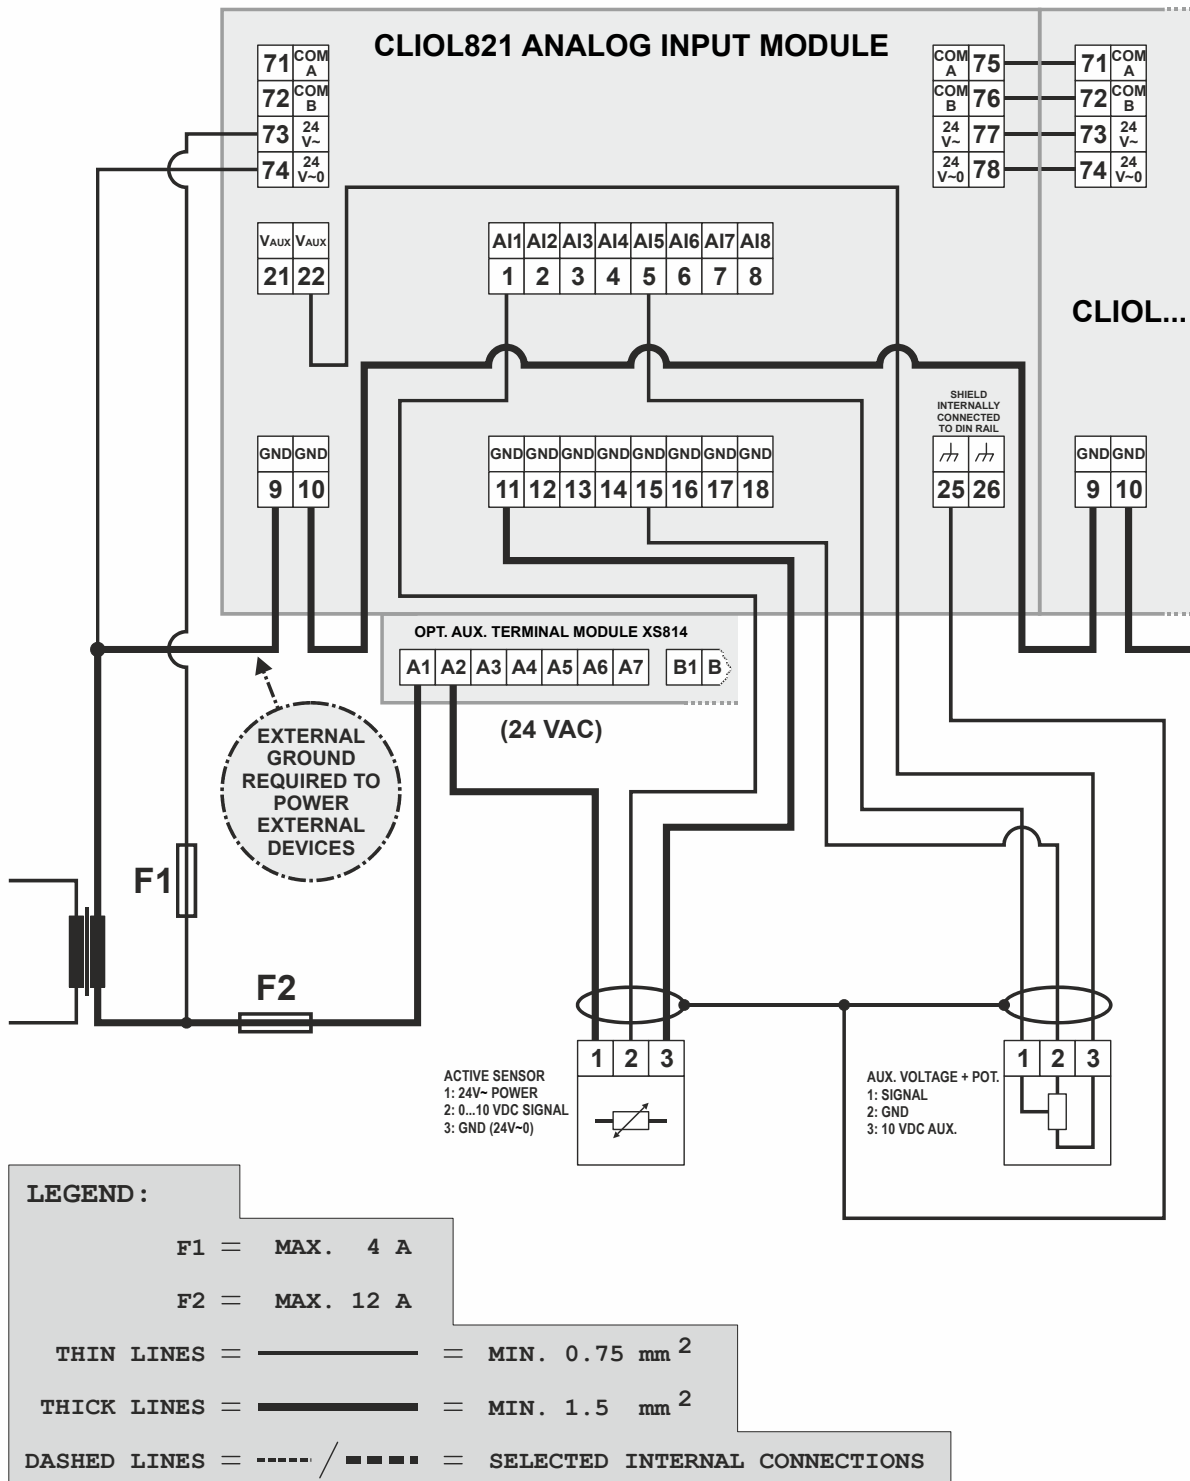 CLIOL821 ANALOG INPUT MODULE
71 COM A
72 COM B
73 24 V~
74 24 V~0
COM A 75
COM B 76
24 V~ 77
24 V~0 78
71 COM A
72 COM B
73 24 V~
74 24 V~0
VAUX VAUX
21 22
AI1 AI2 AI3 AI4 AI5 AI6 AI7 AI8
1 2 3 4 5 6 7 8
CLIOL...
SHIELD
INTERNALLY
CONNECTED
TO DIN RAIL
GND GND
9 10
GND GND GND GND GND GND GND GND
11 12 13 14 15 16 17 18
25 26
GND GND
9 10
OPT. AUX. TERMINAL MODULE XS814
A1 A2 A3 A4 A5 A6 A7 B1 B
(24 VAC)
EXTERNAL
GROUND
REQUIRED TO
POWER
EXTERNAL
DEVICES
F1
F2
1 2 3
ACTIVE SENSOR
1: 24V~ POWER
2: 0...10 VDC SIGNAL
3: GND (24V~0)
1 2 3
AUX. VOLTAGE + POT.
1: SIGNAL
2: GND
3: 10 VDC AUX.
LEGEND:
F1 = MAX. 4 A
F2 = MAX. 12 A
THIN LINES = = MIN. 0.75 mm 2
THICK LINES = = MIN. 1.5 mm 2
DASHED LINES = / = SELECTED INTERNAL CONNECTIONS